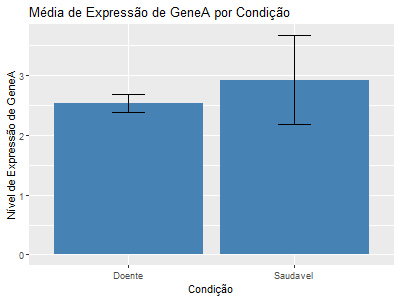 Média de Expressão de GeneA por Condição
Nível de Expressão de GeneA
3
2
1
0
Doente
Saudavel
Condição